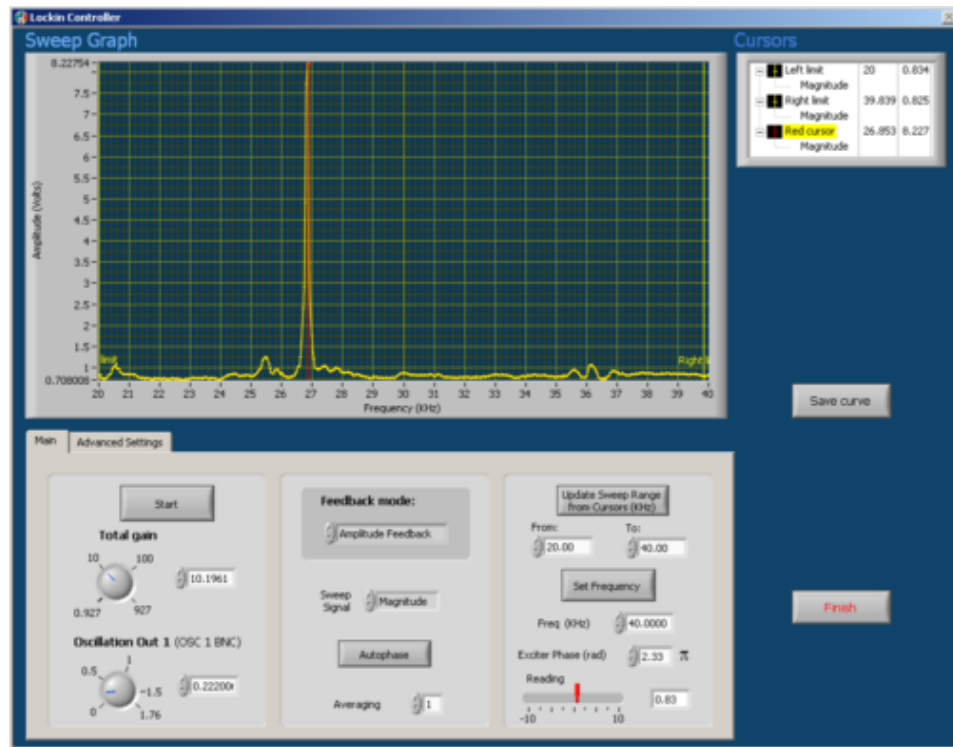 Lockin Controller
Sweep Graph
Cursors
8.22754
7.5
7
6.5
6
5.5
5
4.5
4
3.5
3
2.5
2
1.5
1
0.708008
Amplitude (Volts)
limit
Right li
20 21 22 23 24 25 26 27 28 29 30 31 32 33 34 35 36 37 38 39 40
Frequency (KHz)
Left limit 20 0.834
Magnitude
Right limit 39.839 0.825
Magnitude
Red cursor 26.853 8.227
Magnitude
Save curve
Finish
Main Advanced Settings
Start
Total gain
10 100
0.927 927
10.1961
Oscillation Out 1 (OSC 1 BNC)
1
0.5
-1.5
0
1.76
0.22200
Feedback mode:
Amplitude Feedback
Sweep
Signal
Magnitude
Autophase
Averaging 1
Update Sweep Range
from Cursors (KHz)
From: To:
20.00 40.00
Set Frequency
Freq (KHz) 40.0000
Exciter Phase (rad) 2.33 π
Reading
-10 10
0.83